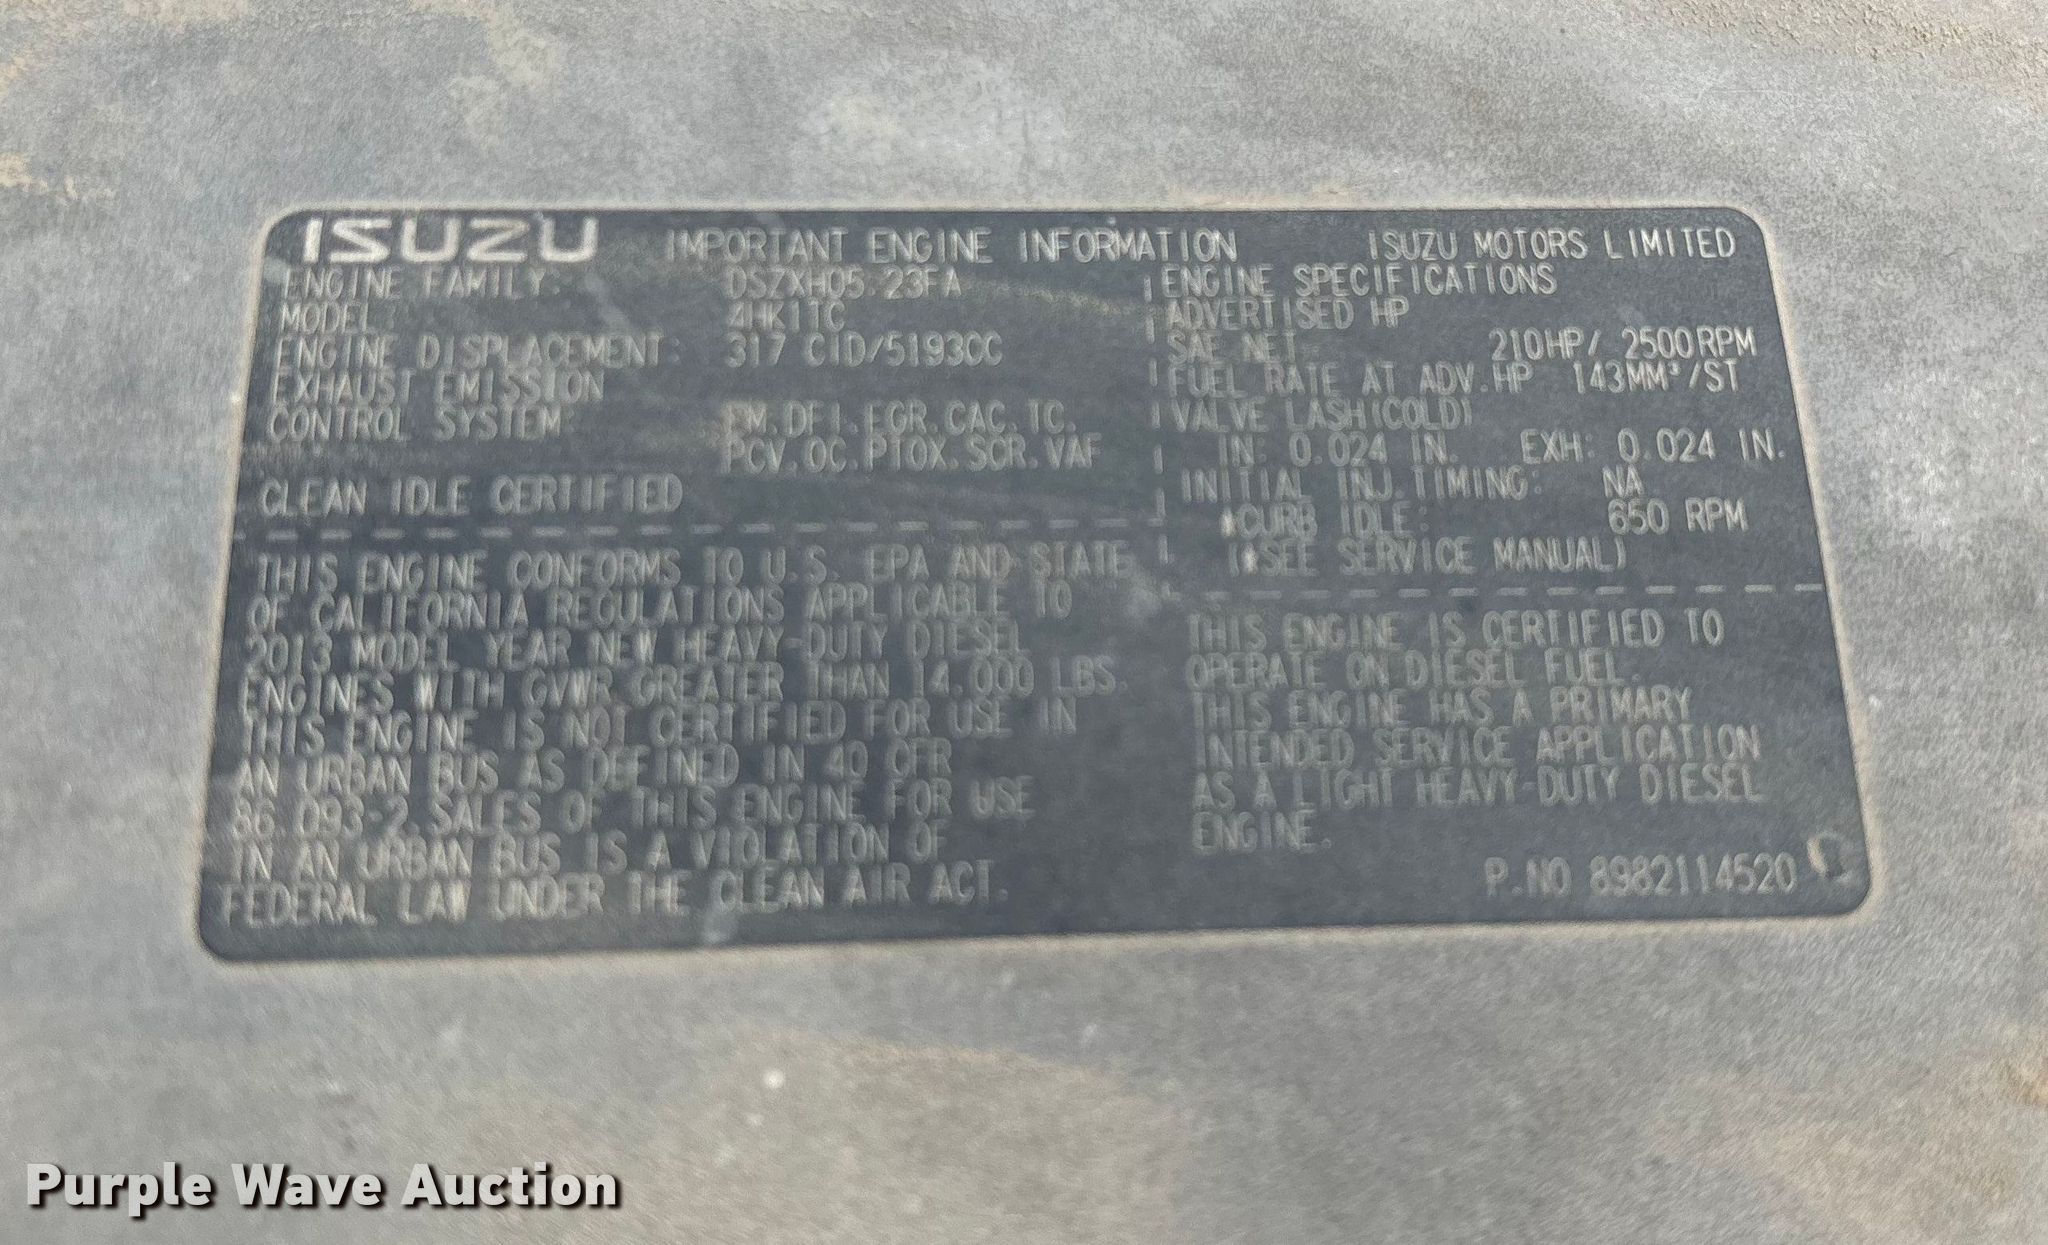 ISUZU IMPORTANT ENGINE INFORMATION ISUZU MOTORS LIMITED
ENGINE FAMILY: DSZXH05.23FA
MODEL: 4HK1TC
ENGINE DISPLACEMENT: 317 CID/5193CC
EXHAUST EMISSION
CONTROL SYSTEM: EM.DFI.EGR.CAC.TC.
PCV.OC.PTOX.SCR.VAF
CLEAN IDLE CERTIFIED
THIS ENGINE CONFORMS TO U.S. EPA AND STATE
OF CALIFORNIA REGULATIONS APPLICABLE TO
2013 MODEL YEAR NEW HEAVY-DUTY DIESEL
ENGINES WITH GVWR GREATER THAN 14.000 LBS.
THIS ENGINE IS NOT CERTIFIED FOR USE IN
AN URBAN BUS AS DEFINED IN 40 CFR
86.093-2.SALES OF THIS ENGINE FOR USE
IN AN URBAN BUS IS A VIOLATION OF
FEDERAL LAW UNDER THE CLEAN AIR ACT.
ENGINE SPECIFICATIONS
ADVERTISED HP
SAE NET 210HP/ 2500RPM
FUEL RATE AT ADV.HP 143MM³/ST
VALVE LASH(COLD)
IN: 0.024 IN. EXH: 0.024 IN.
INITIAL INJ.TIMING: NA
*CURB IDLE: 650 RPM
(*SEE SERVICE MANUAL)
THIS ENGINE IS CERTIFIED TO
OPERATE ON DIESEL FUEL.
THIS ENGINE HAS A PRIMARY
INTENDED SERVICE APPLICATION
AS A LIGHT HEAVY-DUTY DIESEL
ENGINE.
P.NO 8982114520
Purple Wave Auction